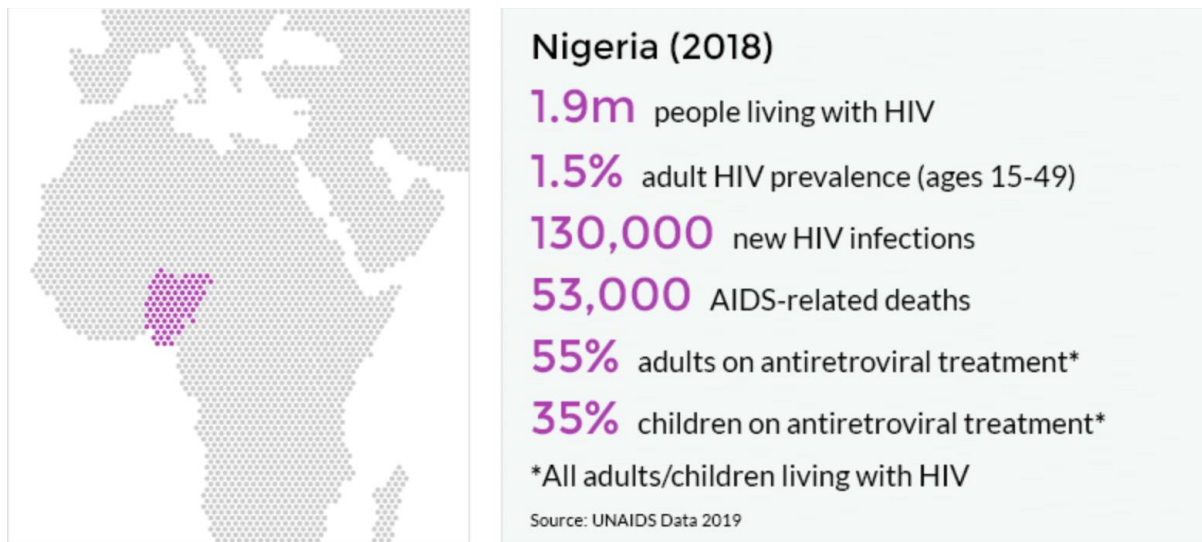 Nigeria (2018)
1.9m people living with HIV
1.5% adult HIV prevalence (ages 15-49)
130,000 new HIV infections
53,000 AIDS-related deaths
55% adults on antiretroviral treatment*
35% children on antiretroviral treatment*
*All adults/children living with HIV
Source: UNAIDS Data 2019